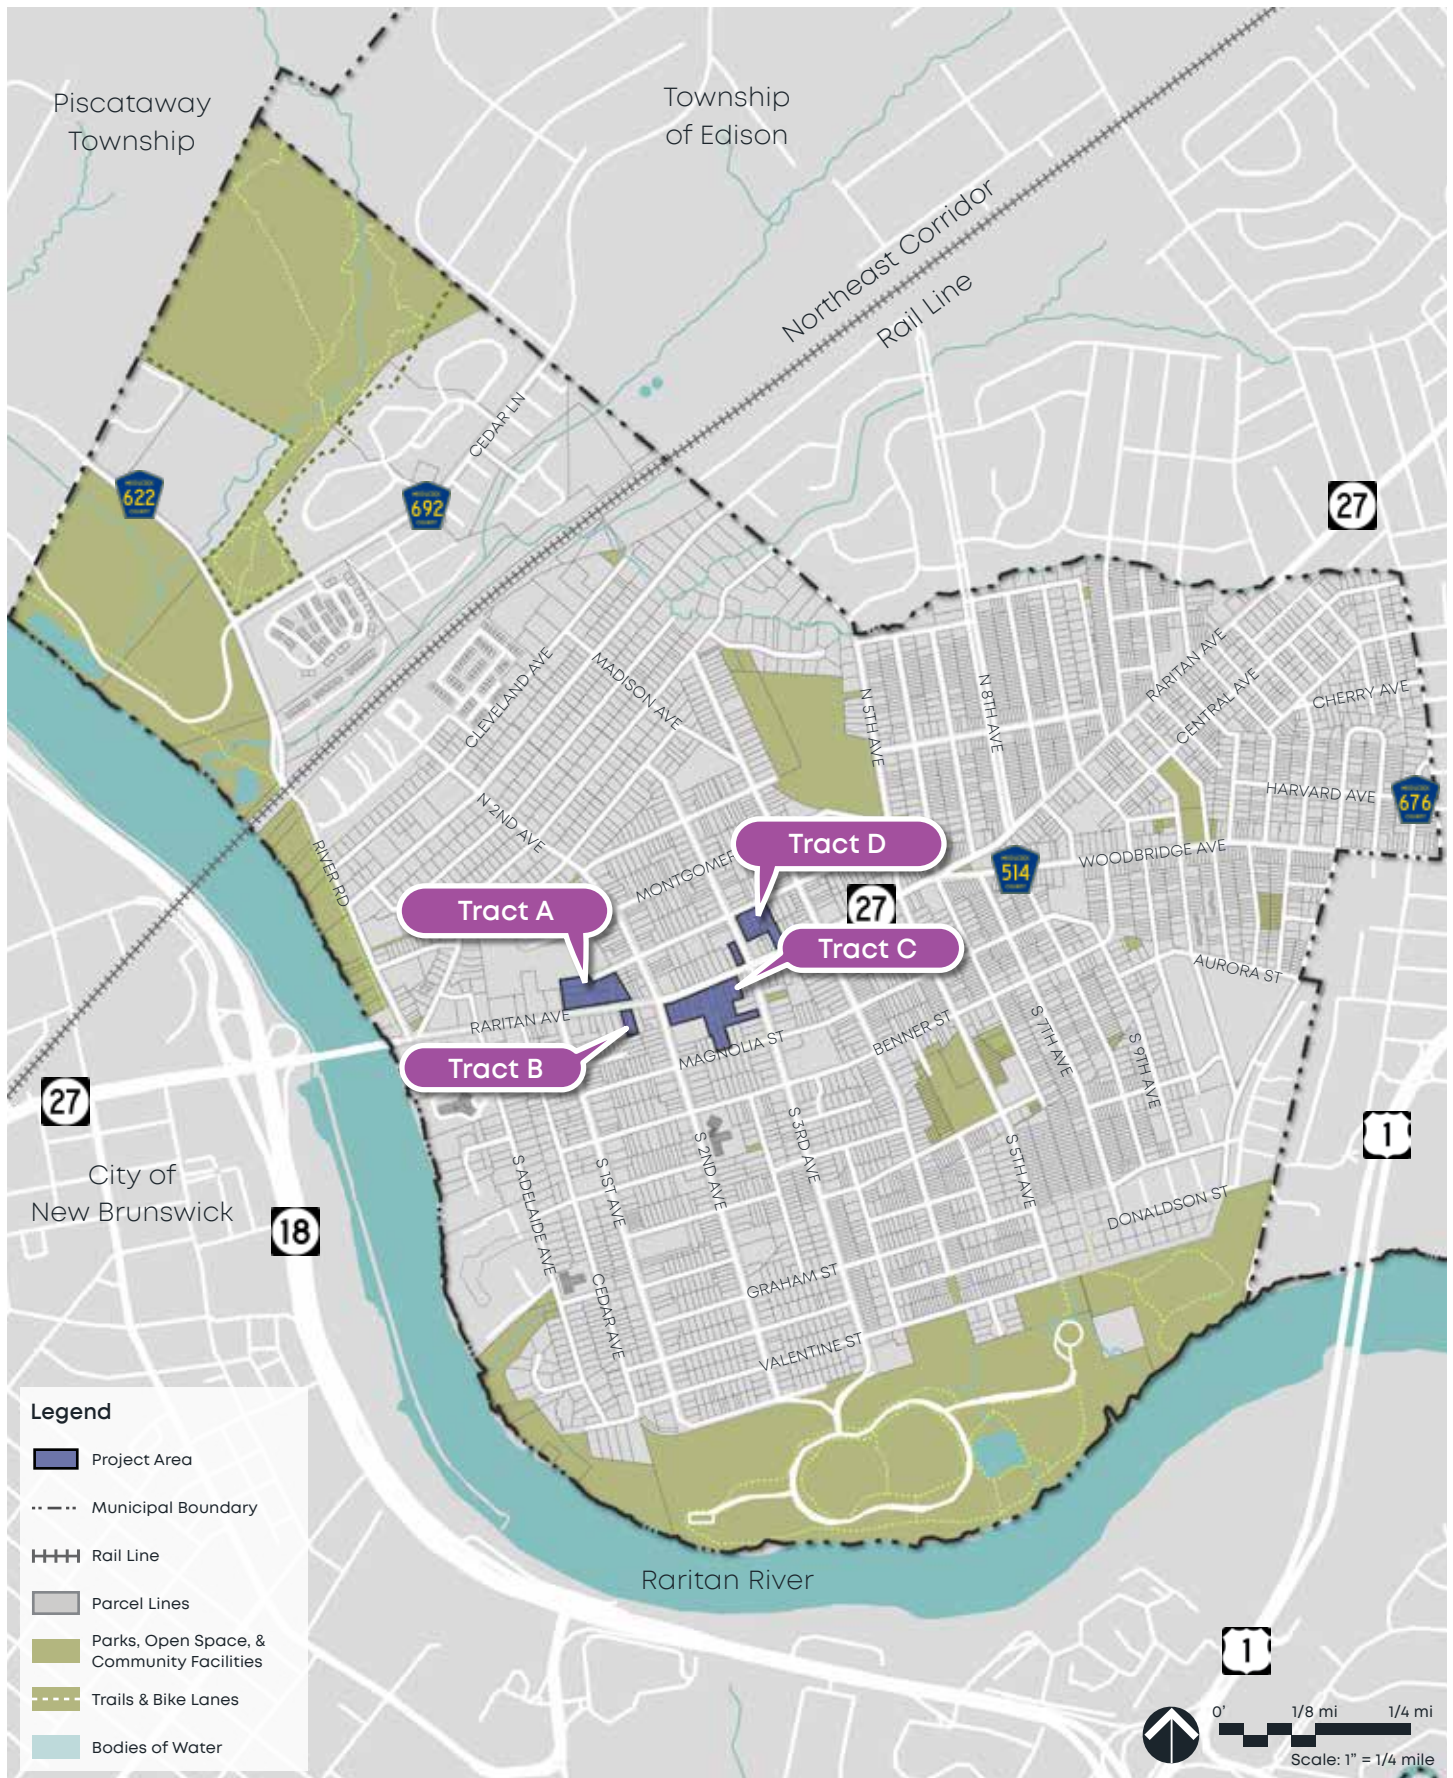 Piscataway
Township
Township
of Edison
Northeast Corridor
Rail Line
CEDAR LN
622
692
27
CLEVELAND AVE
MADISON AVE
N 5TH AVE
N 8TH AVE
RARITAN AVE
CENTRAL AVE
CHERRY AVE
HARVARD AVE
676
N 2ND AVE
RIVER RD
MONTGOMER
Tract D
WOODBRIDGE AVE
514
27
Tract A
Tract C
AURORA ST
RARITAN AVE
Tract B
MAGNOLIA ST
BENNER ST
S 7TH AVE
S 9TH AVE
27
1
City of
New Brunswick
18
S ADELAIDE AVE
S 1ST AVE
S 2ND AVE
S 3RD AVE
S 5TH AVE
DONALDSON ST
CEDAR AVE
GRAHAM ST
VALENTINE ST
Raritan River
Legend
Project Area
Municipal Boundary
Rail Line
Parcel Lines
Parks, Open Space, &
Community Facilities
Trails & Bike Lanes
Bodies of Water
1
0'
1/8 mi
1/4 mi
Scale: 1" = 1/4 mile